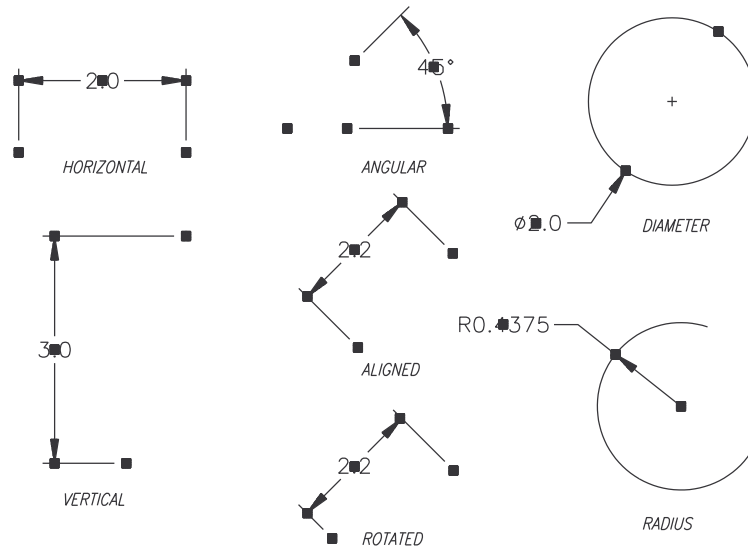 2.0
HORIZONTAL
45°
ANGULAR
ø2.0
DIAMETER
3.0
VERTICAL
2.2
ALIGNED
2.2
ROTATED
R0.4375
RADIUS